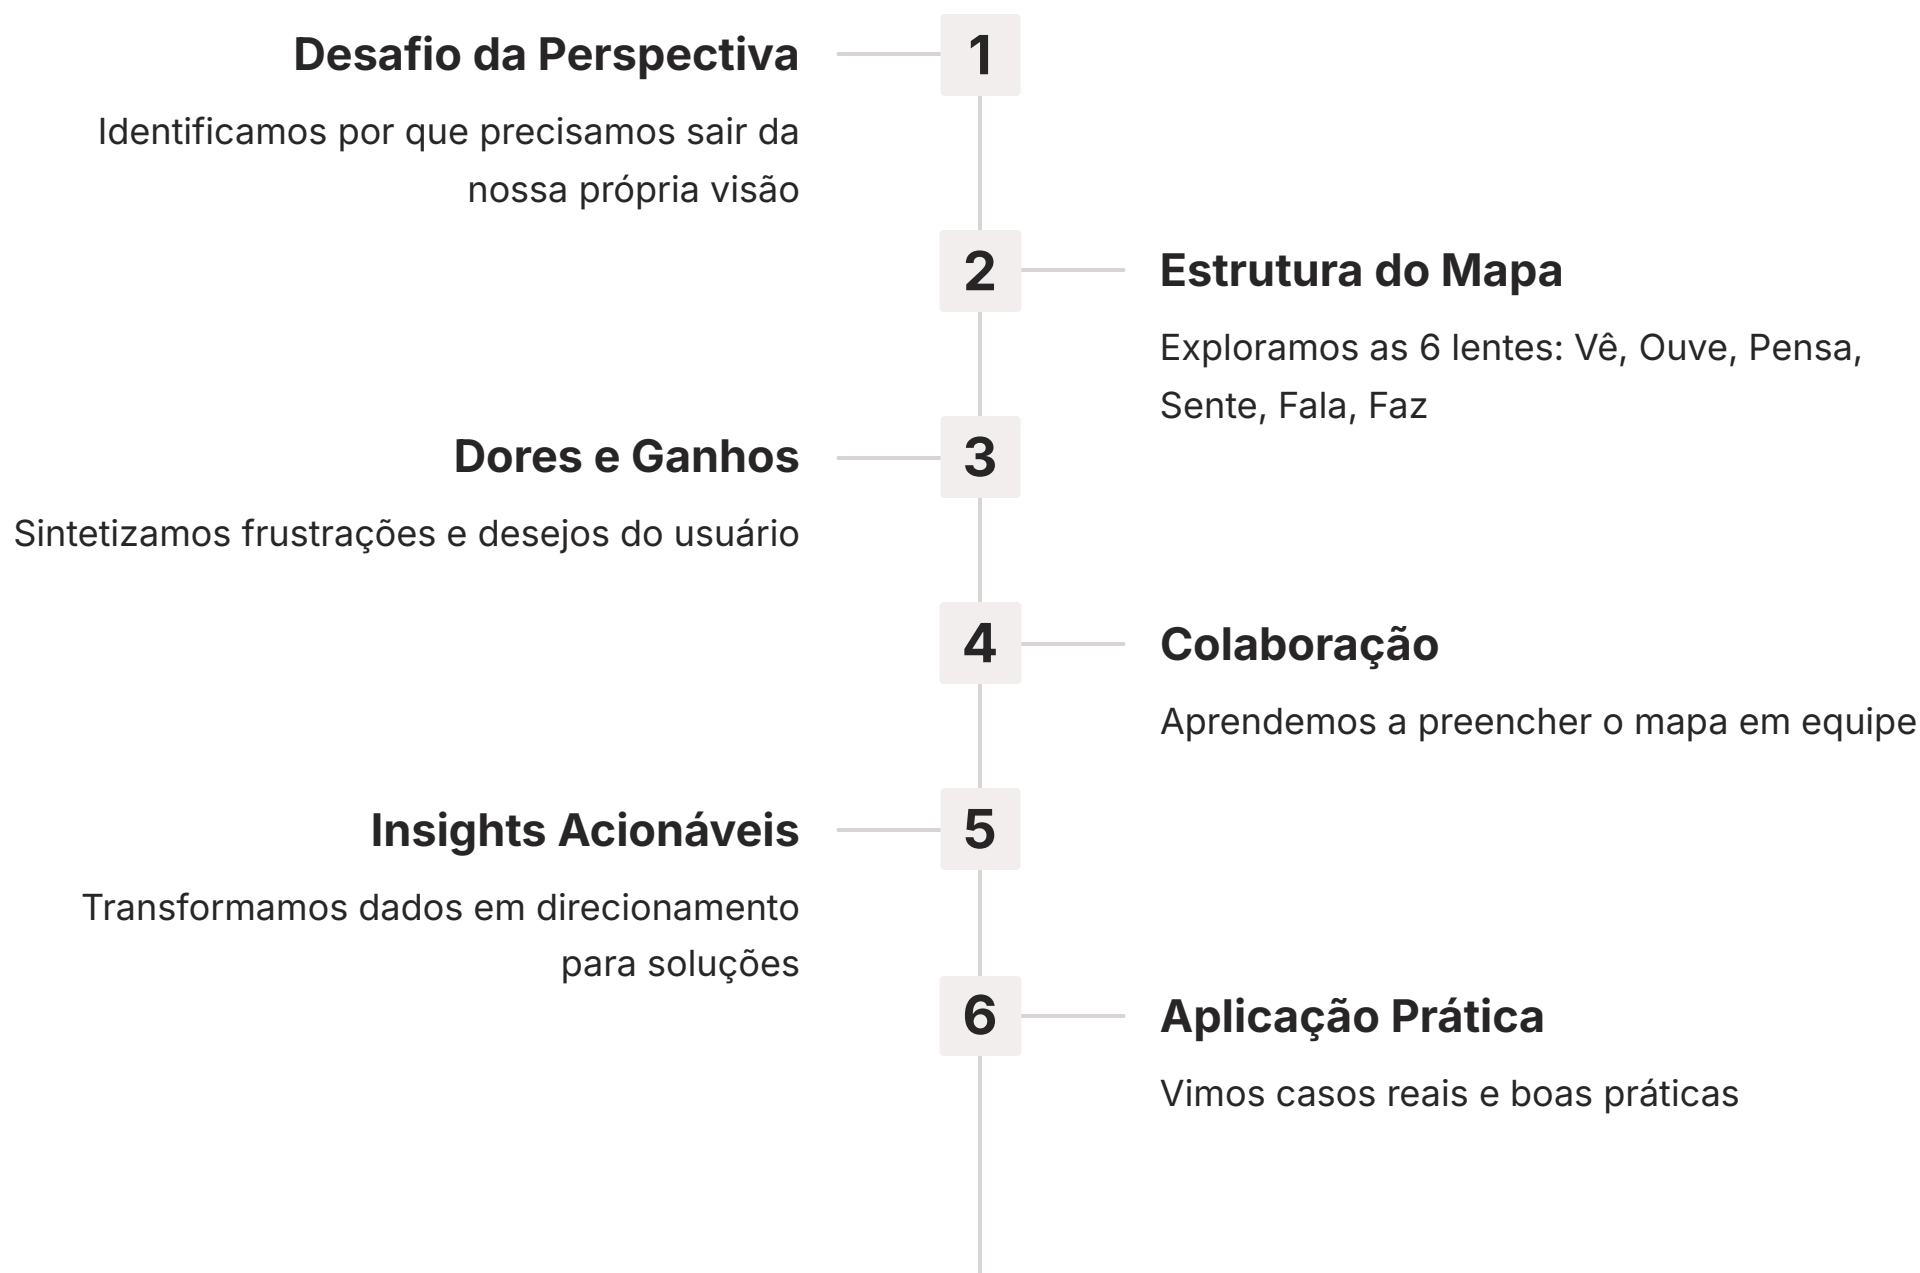 1
Desafio da Perspectiva
Identificamos por que precisamos sair da
nossa própria visão
2
Estrutura do Mapa
Exploramos as 6 lentes: Vê, Ouve, Pensa,
Sente, Fala, Faz
3
Dores e Ganhos
Sintetizamos frustrações e desejos do usuário
4
Colaboração
Aprendemos a preencher o mapa em equipe
5
Insights Acionáveis
Transformamos dados em direcionamento
para soluções
6
Aplicação Prática
Vimos casos reais e boas práticas